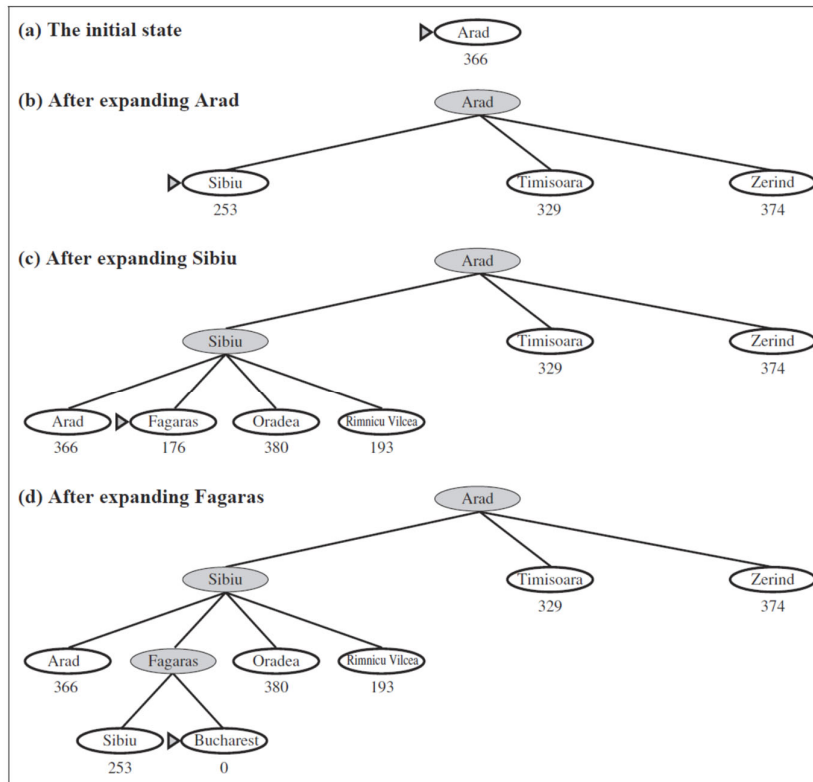 (a) The initial state
Arad
366
(b) After expanding Arad
Arad
Sibiu Timisoara Zerind
253 329 374
(c) After expanding Sibiu
Arad
Sibiu Timisoara Zerind
329 374
Arad Fagaras Oradea Rimnicu Vilcea
366 176 380 193
(d) After expanding Fagaras
Arad
Sibiu Timisoara Zerind
329 374
Arad Fagaras Oradea Rimnicu Vilcea
366 380 193
Sibiu Bucharest
253 0